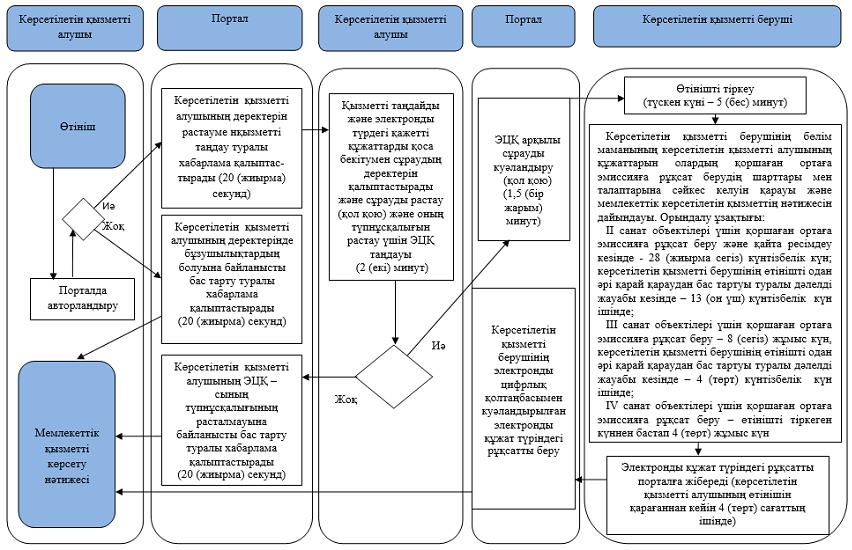 Көрсетілетін қызметті
алушы
Портал
Көрсетілетін қызметті
алушы
Портал
Көрсетілетін қызметті беруші
Өтініш
Иә
Жоқ
Порталда
авторландыру
Мемлекеттік
қызметті
көрсету
нәтижесі
Көрсетілетін қызметті
алушының деректерін
растауме нқызметті
таңдау туралы
хабарлама қалыптас-
тырады (20 (жиырма)
секунд)
Көрсетілетін қызметті
алушының деректерінде
бұзушылықтардың
болуына байланысты
бас тарту туралы
хабарлама
қалыптастырады
(20 (жиырма) секунд)
Көрсетілетін қызметті
алушының ЭЦҚ –
сының
түпнұсқалығының
расталмауына
байланысты бас тарту
туралы хабарлама
қалыптастырады
(20 (жиырма) секунд)
Қызметті таңдайды
және электронды
түрдегі қажетті
құжаттарды қоса
бекітумен сұраудың
деректерін
қалыптастырады
және сұрауды растау
(қол қою) және оның
түпнұсқалығын
растау үшін ЭЦҚ
таңдауы
(2 (екі) минут)
Иә
Жоқ
ЭЦҚ арқылы
сұрауды
куәландыру
(қол қою)
(1,5 (бір
жарым)
минут)
Көрсетілетін
қызметті
берушінің
электронды
цифрлық
қолтаңбасымен
куәландырылған
электронды
құжат түріндегі
рұқсатты беру
Өтінішті тіркеу
(түскен күні – 5 (бес) минут)
Көрсетілетін қызметті берушінің бөлім
маманының көрсетілетін қызметті алушының
құжаттарын олардың қоршаған ортаға
эмиссияға рұқсат берудің шарттары мен
талаптарына сәйкес келуін қарауы және
мемлекеттік көрсетілетін қызметтің нәтижесін
дайындауы. Орындалу ұзақтығы:
II санат объектілері үшін қоршаған ортаға
эмиссияға рұқсат беру және қайта ресімдеу
кезінде - 28 (жиырма сегіз) күнтізбелік күн;
көрсетілетін қызметті берушінің өтінішті одан
әрі қарай қараудан бас тартуы туралы дәлелді
жауабы кезінде – 13 (он үш) күнтізбелік күн
ішінде;
III санат объектілері үшін қоршаған ортаға
эмиссияға рұқсат беру – 8 (сегіз) жұмыс күн,
көрсетілетін қызметті берушінің өтінішті одан
әрі қарай қараудан бас тартуы туралы дәлелді
жауабы кезінде – 4 (төрт) күнтізбелік күн
ішінде;
IV санат объектілері үшін қоршаған ортаға
эмиссияға рұқсат беру – өтінішті тіркеген
күннен бастап 4 (төрт) жұмыс күн
Электронды құжат түріндегі рұқсатты
порталға жібереді (көрсетілетін
қызметті алушының өтінішін
қарағаннан кейін 4 (төрт) сағаттың
ішінде)